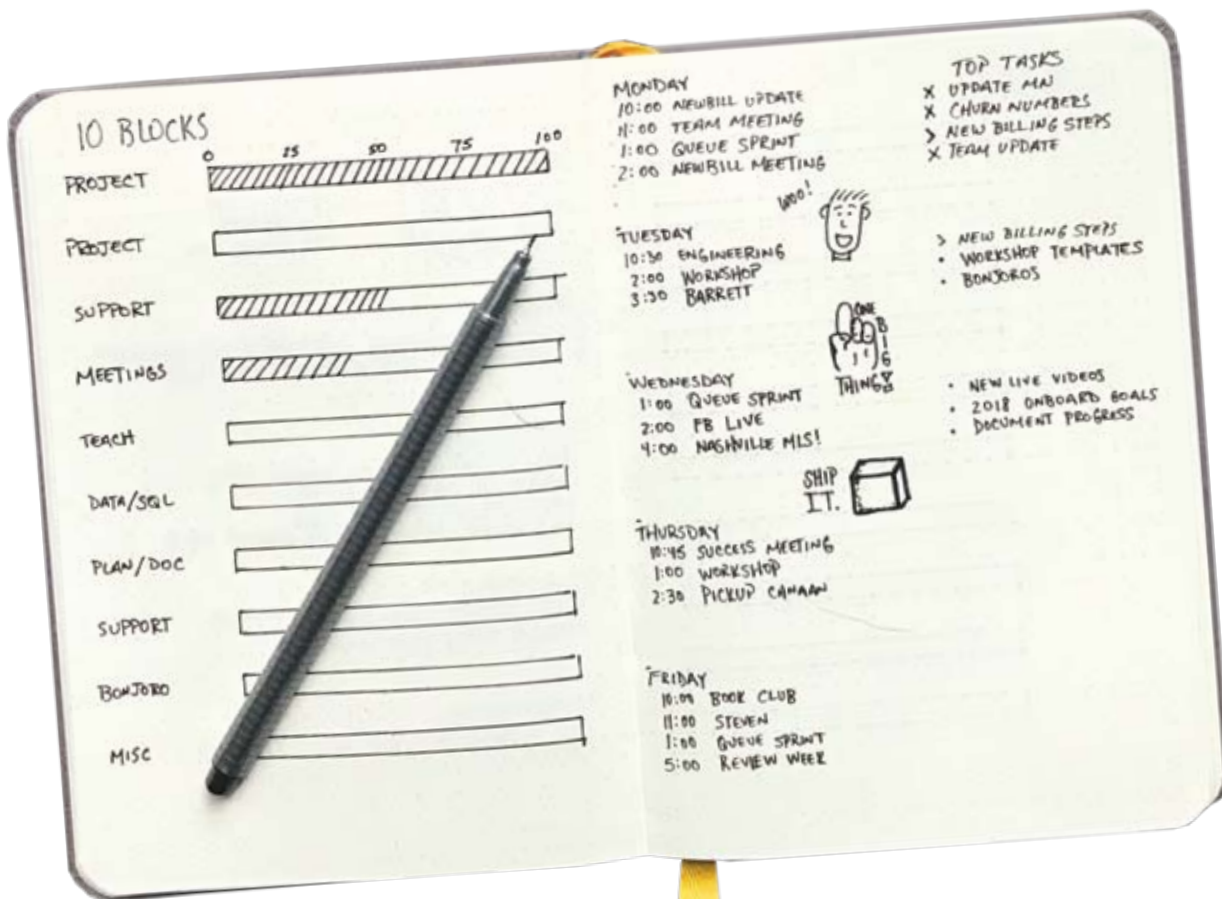 10 BLOCKS
0 25 50 75 100
PROJECT
PROJECT
SUPPORT
MEETINGS
TEACH
DATA/SQL
PLAN/DOC
SUPPORT
BONJORO
MISC
MONDAY
10:00 NEWBILL UPDATE
11:00 TEAM MEETING
1:00 QUEUE SPRINT
2:00 NEWBILL MEETING
WOO!
TUESDAY
10:30 ENGINEERING
2:00 WORKSHOP
3:30 BARRETT
ONE
BIG
THING!
WEDNESDAY
1:00 QUEUE SPRINT
2:00 FB LIVE
4:00 NASHVILLE MLS!
SHIP
IT.
THURSDAY
10:45 SUCCESS MEETING
1:00 WORKSHOP
2:30 PICKUP CANAAN
FRIDAY
10:00 BOOK CLUB
11:00 STEVEN
1:00 QUEUE SPRINT
5:00 REVIEW WEEK
TOP TASKS
X UPDATE MN
X CHURN NUMBERS
> NEW BILLING STEPS
X TEAM UPDATE
> NEW BILLING STEPS
• WORKSHOP TEMPLATES
• BONJOROS
• NEW LIVE VIDEOS
• 2018 ONBOARD GOALS
• DOCUMENT PROGRESS